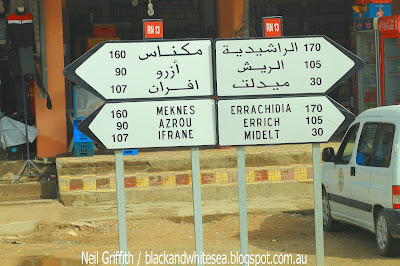 RN 13
RN 13
160 مكناس
90 أزرو
107 افران
الراشيدية 170
الريش 105
ميدلت 30
160 MEKNES
90 AZROU
107 IFRANE
ERRACHIDIA 170
ERRICH 105
MIDELT 30
Neil Griffith / blackandwhitesea.blogspot.com.au